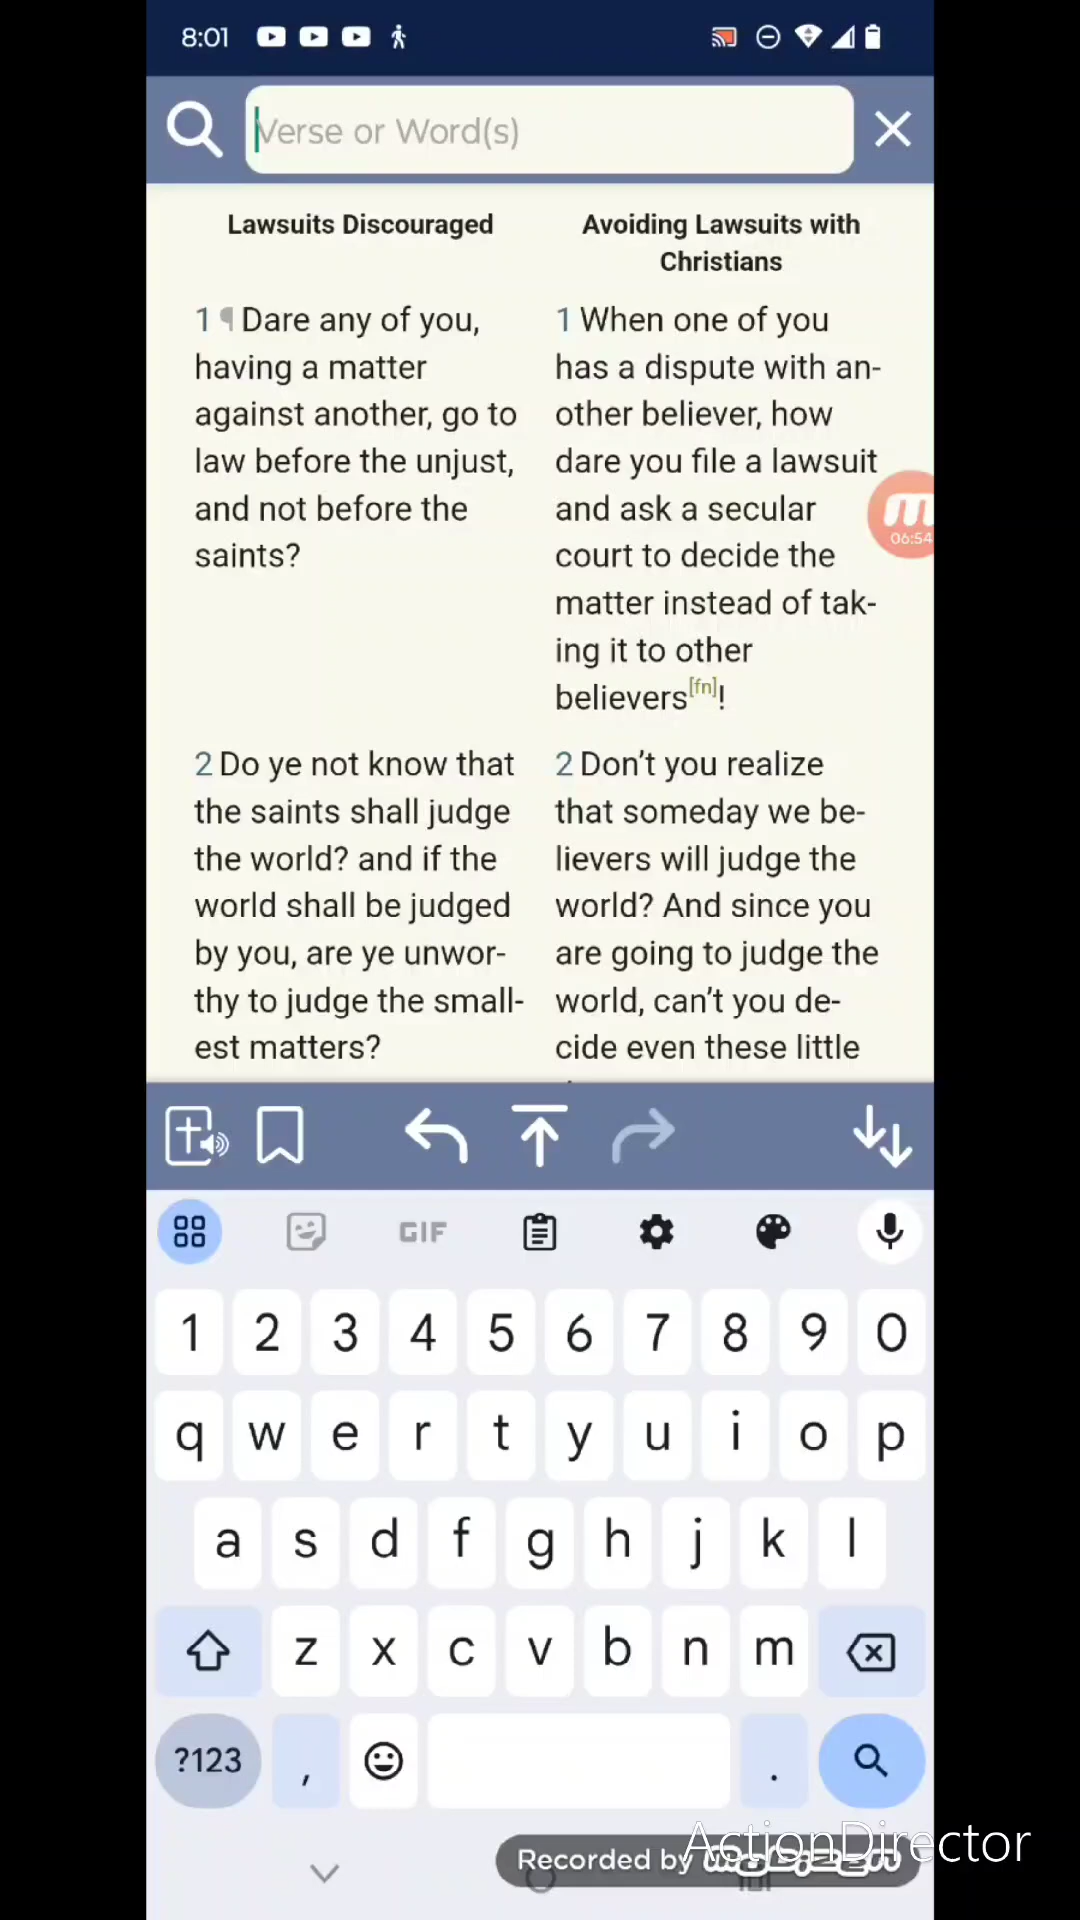 8:01
Verse or Word(s)
Lawsuits Discouraged
1 ¶ Dare any of you,
having a matter
against another, go to
law before the unjust,
and not before the
saints?
2 Do ye not know that
the saints shall judge
the world? and if the
world shall be judged
by you, are ye unwor-
thy to judge the small-
est matters?
Avoiding Lawsuits with
Christians
1 When one of you
has a dispute with an-
other believer, how
dare you file a lawsuit
and ask a secular
court to decide the
matter instead of tak-
ing it to other
believers[fn]!
2 Don’t you realize
that someday we be-
lievers will judge the
world? And since you
are going to judge the
world, can’t you de-
cide even these little
m
06:54
GIF
1 2 3 4 5 6 7 8 9 0
q w e r t y u i o p
a s d f g h j k l
z x c v b n m
?123 , .
ActionDirector
Recorded by mobizen